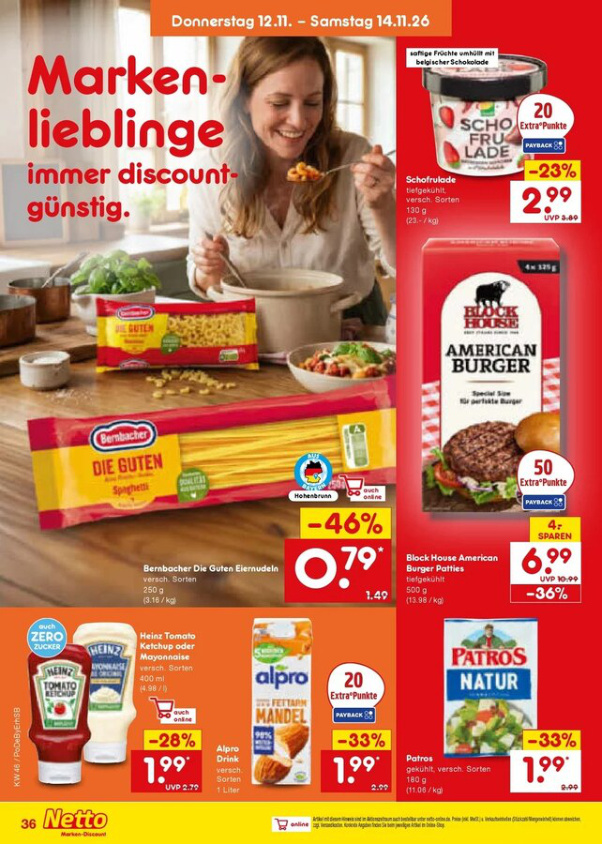 Donnerstag 12.11. – Samstag 14.11.26
Marken-
lieblinge
immer discount-
günstig.
saftige Früchte umhüllt mit
belgischer Schokolade
SCHO
FRU
LADE
20
Extra°Punkte
PAYBACK
-23%
2.99
UVP 3.89
Schofrulade
tiefgekühlt,
versch. Sorten
130 g
(23.- / kg)
4 x 125 g
BLOCK
HOUSE
AMERICAN
BURGER
Special Size
für perfekte Burger
50
Extra°Punkte
PAYBACK
4.-
SPAREN
6.99
UVP 10.99
-36%
Block House American
Burger Patties
tiefgekühlt
500 g
(13.98 / kg)
Bernbacher
DIE GUTEN
Bernbacher
DIE GUTEN
Spaghetti
QUALITÄT
AUS
Hohenbrunn
auch
online
-46%
0.79*
1.49
Bernbacher Die Guten Eiernudeln
versch. Sorten
250 g
(3.16 / kg)
auch
ZERO
ZUCKER
HEINZ
TOMATO
KETCHUP
HEINZ
Heinz Tomato
Ketchup oder
Mayonnaise
versch. Sorten
400 ml
(4.98 / l)
auch
online
-28%
1.99*
UVP 2.79
alpro
FETTARM
MANDEL
Alpro
Drink
versch.
Sorten
1 Liter
20
Extra°Punkte
PAYBACK
-33%
1.99*
2.99
PATROS
NATUR
Patros
gekühlt, versch. Sorten
180 g
(11.06 / kg)
-33%
1.99*
2.99
KW 46 / PoDeByErhSB
36
Netto
Marken-Discount
online